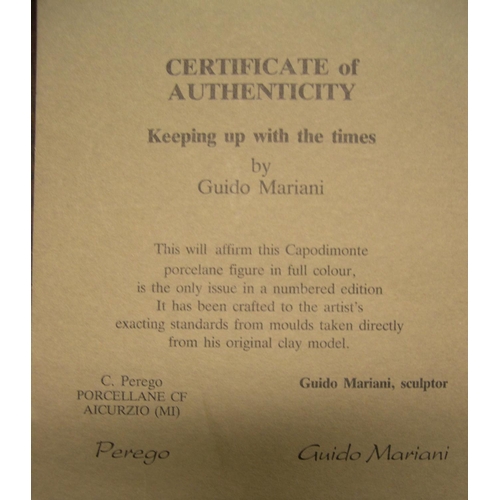 CERTIFICATE of
AUTHENTICITY
Keeping up with the times
by
Guido Mariani
This will affirm this Capodimonte
porcelane figure in full colour,
is the only issue in a numbered edition
It has been crafted to the artist's
exacting standards from moulds taken directly
from his original clay model.
C. Perego
PORCELLANE CF
AICURZIO (MI)
Perego
Guido Mariani, sculptor
Guido Mariani